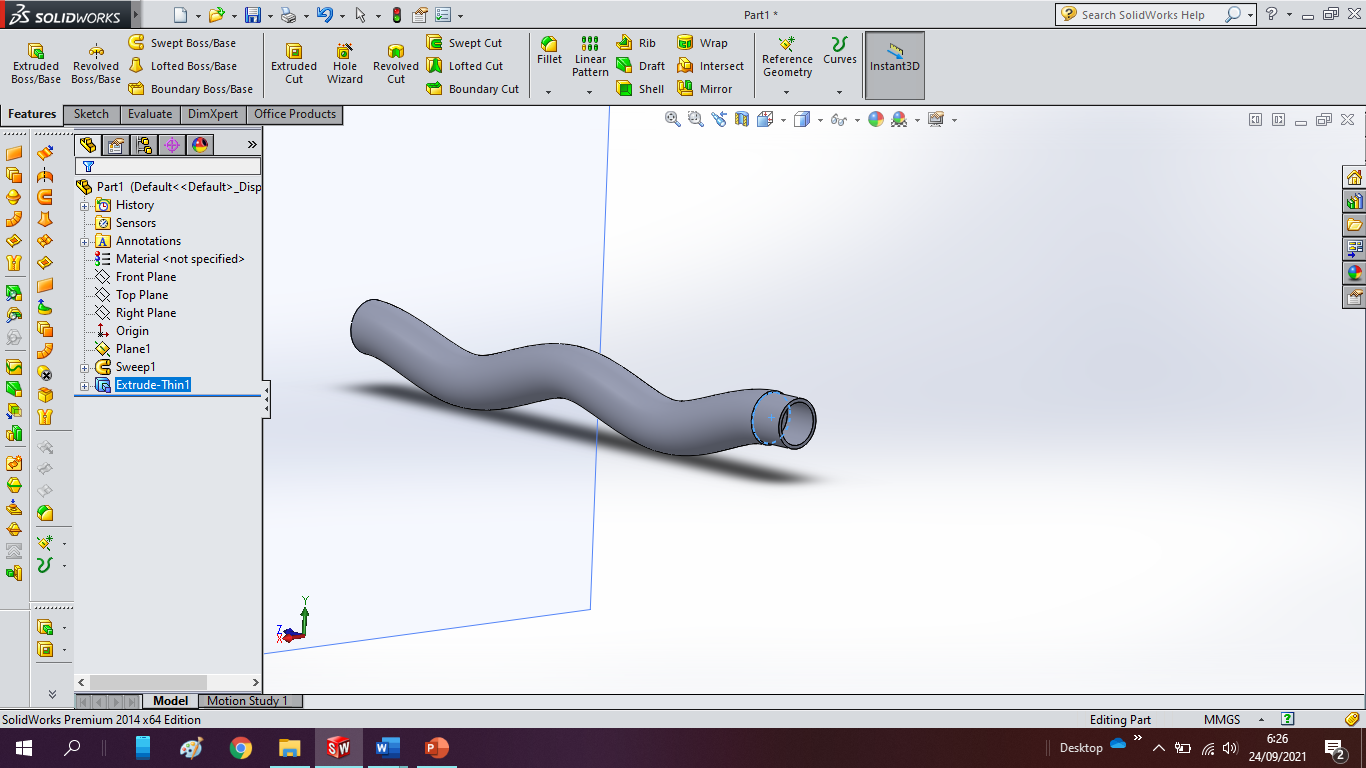 SOLIDWORKS
Part1 *
Search SolidWorks Help
Extruded Boss/Base
Revolved Boss/Base
Swept Boss/Base
Lofted Boss/Base
Boundary Boss/Base
Extruded Cut
Hole Wizard
Revolved Cut
Swept Cut
Lofted Cut
Boundary Cut
Fillet
Linear Pattern
Rib
Draft
Shell
Wrap
Intersect
Mirror
Reference Geometry
Curves
Instant3D
Features
Sketch
Evaluate
DimXpert
Office Products
Part1 (Default<<Default>_Disp
History
Sensors
Annotations
Material <not specified>
Front Plane
Top Plane
Right Plane
Origin
Plane1
Sweep1
Extrude-Thin1
Y
Z
X
Model
Motion Study 1
SolidWorks Premium 2014 x64 Edition
Editing Part
MMGS
Desktop
6:26
24/09/2021
2